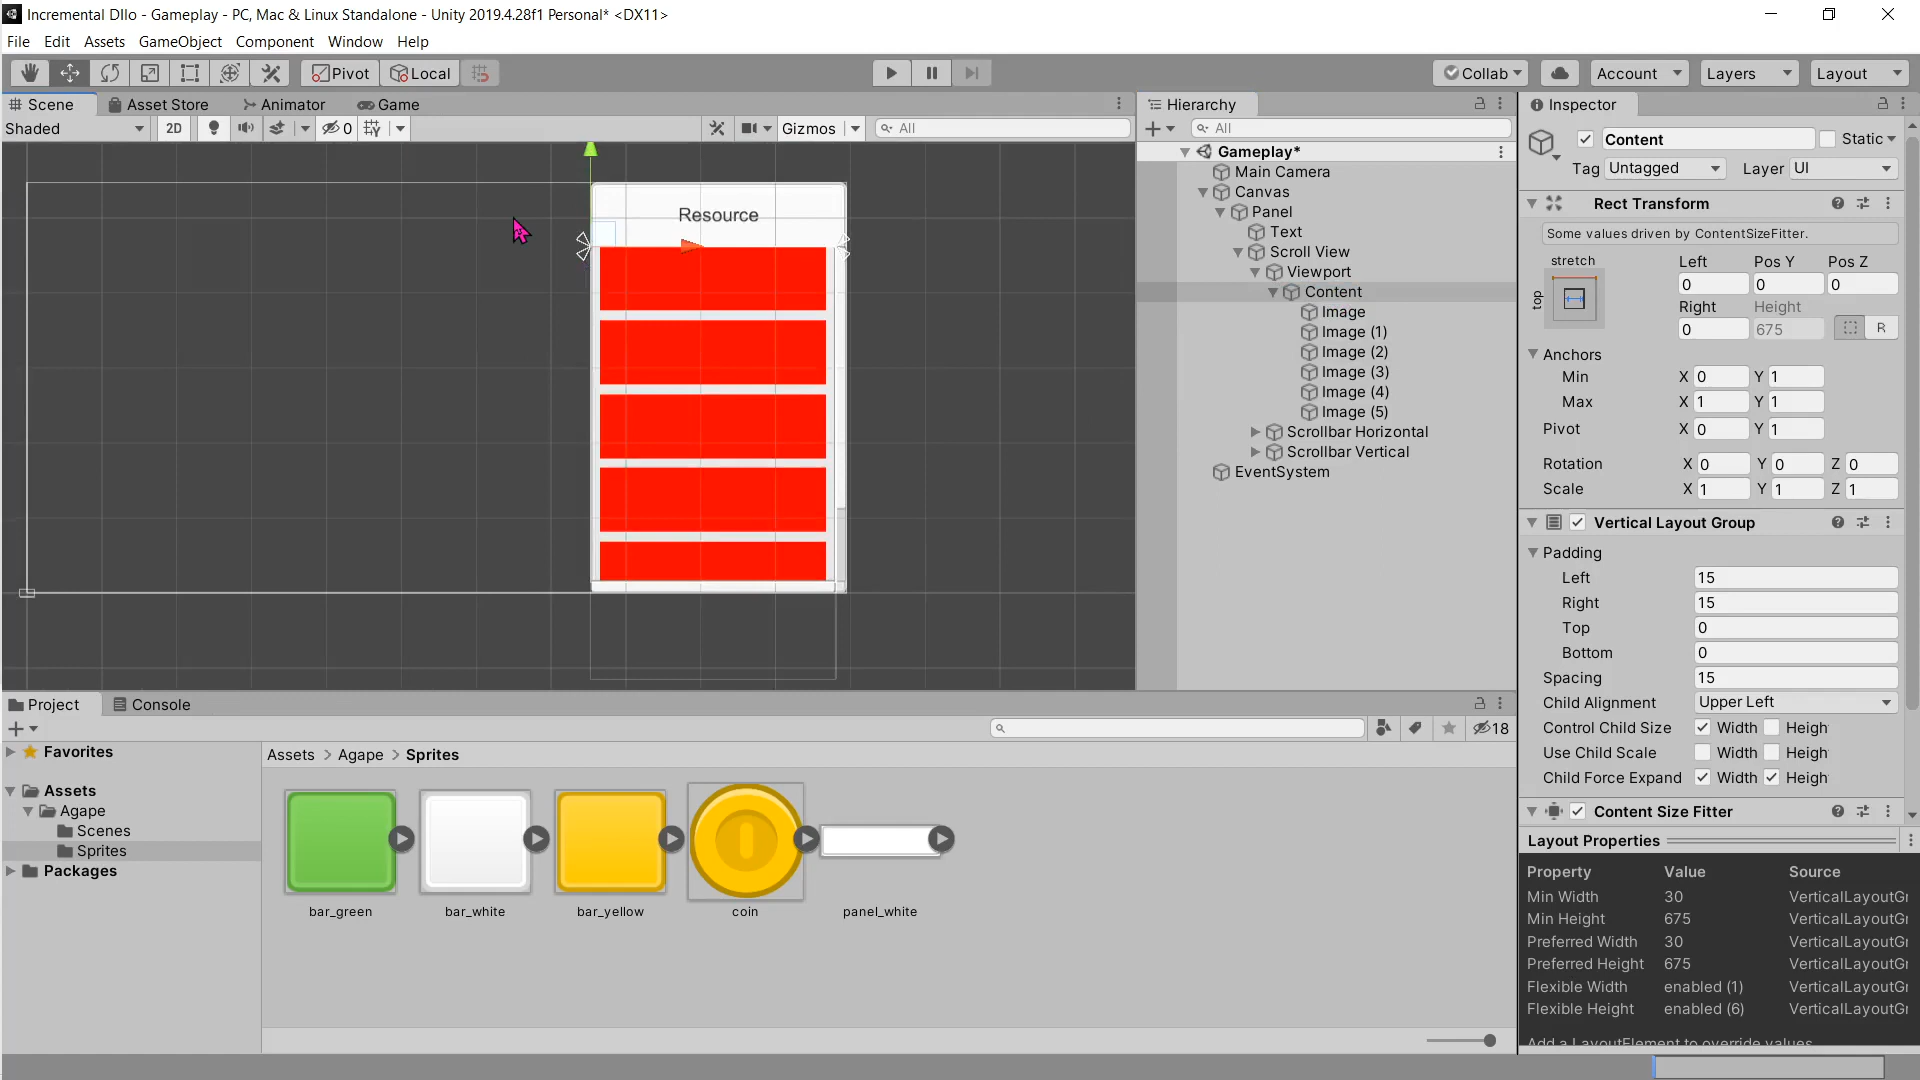 Incremental DIlo - Gameplay - PC, Mac & Linux Standalone - Unity 2019.4.28f1 Personal* <DX11>
File Edit Assets GameObject Component Window Help
Pivot Local Collab Account Layers Layout
Scene Asset Store Animator Game
Shaded 2D 0 Gizmos All
Resource
Hierarchy
All
Gameplay*
Main Camera
Canvas
Panel
Text
Scroll View
Viewport
Content
Image
Image (1)
Image (2)
Image (3)
Image (4)
Image (5)
Scrollbar Horizontal
Scrollbar Vertical
EventSystem
Inspector
Content Static
Tag Untagged Layer UI
Rect Transform
Some values driven by ContentSizeFitter.
stretch Left Pos Y Pos Z
top 0 0 0
Right Height
0 675 R
Anchors
Min X 0 Y 1
Max X 1 Y 1
Pivot X 0 Y 1
Rotation X 0 Y 0 Z 0
Scale X 1 Y 1 Z 1
Vertical Layout Group
Padding
Left 15
Right 15
Top 0
Bottom 0
Spacing 15
Child Alignment Upper Left
Control Child Size Width Heigh
Use Child Scale Width Heigh
Child Force Expand Width Heigh
Content Size Fitter
Layout Properties
Property Value Source
Min Width 30 VerticalLayoutGr
Min Height 675 VerticalLayoutGr
Preferred Width 30 VerticalLayoutGr
Preferred Height 675 VerticalLayoutGr
Flexible Width enabled (1) VerticalLayoutGr
Flexible Height enabled (6) VerticalLayoutGr
Add a LayoutElement to override values.
Project Console
18
Favorites
Assets
Agape
Scenes
Sprites
Packages
Assets > Agape > Sprites
bar_green bar_white bar_yellow coin panel_white